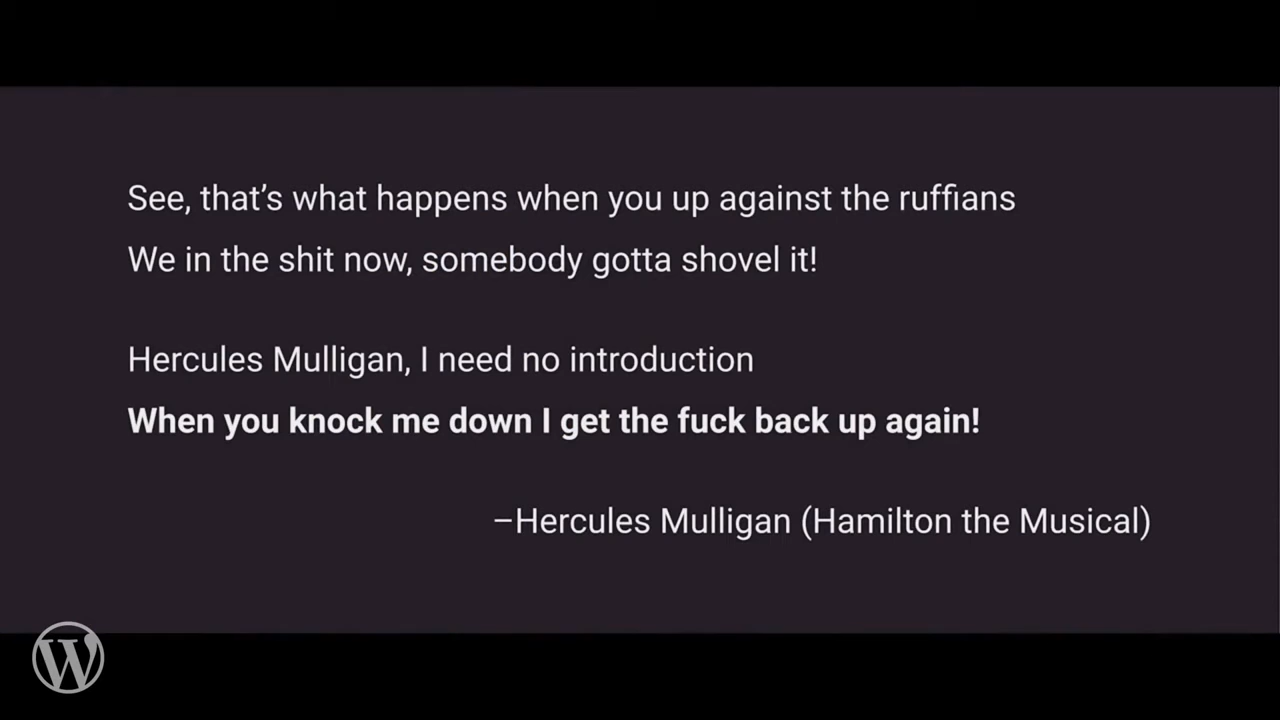 See, that’s what happens when you up against the ruffians
We in the shit now, somebody gotta shovel it!
Hercules Mulligan, I need no introduction
When you knock me down I get the fuck back up again!
–Hercules Mulligan (Hamilton the Musical)